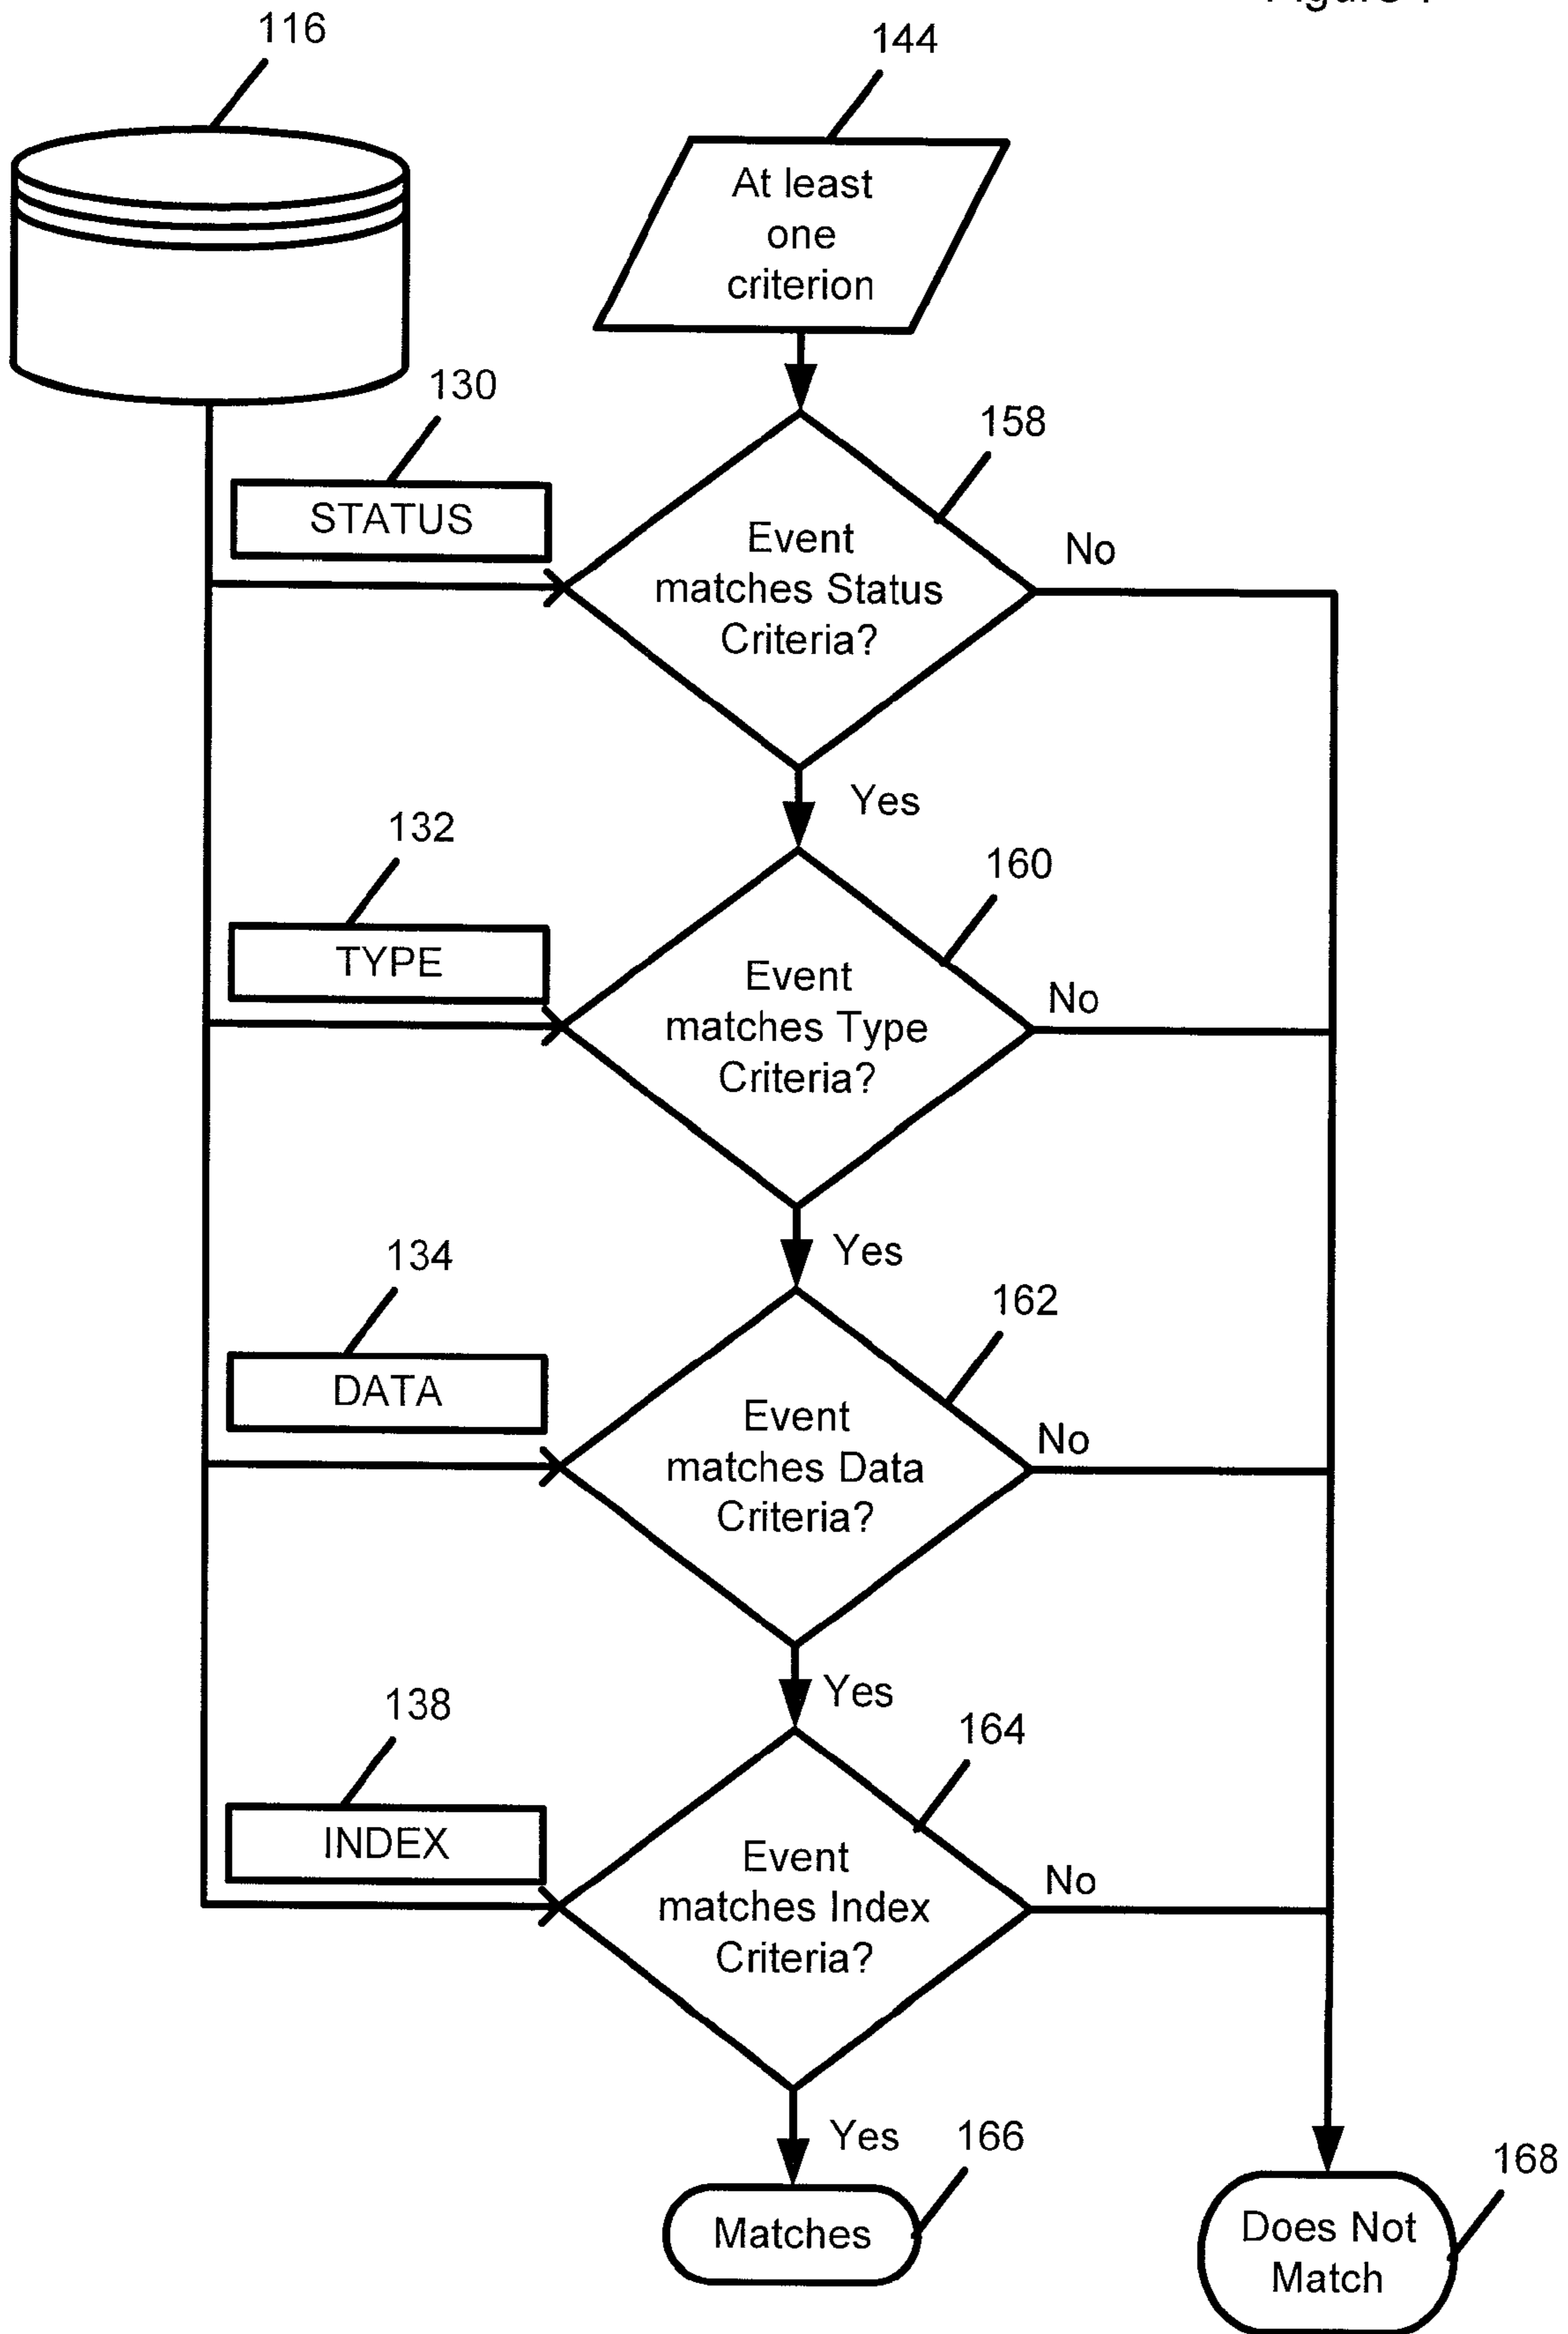 116
144
At least
one
criterion
130
158
STATUS
Event
matches Status
Criteria?
No
Yes
132
160
TYPE
Event
matches Type
Criteria?
No
Yes
134
162
DATA
Event
matches Data
Criteria?
No
Yes
138
164
INDEX
Event
matches Index
Criteria?
No
Yes
166
168
Matches
Does Not
Match